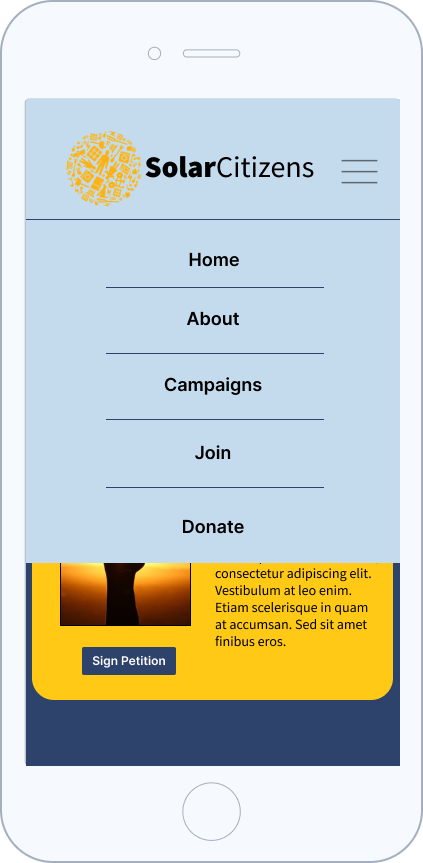 SolarCitizens
Home
About
Campaigns
Join
Donate
consectetur adipiscing elit.
Vestibulum at leo enim.
Etiam scelerisque in quam
at accumsan. Sed sit amet
finibus eros.
Sign Petition